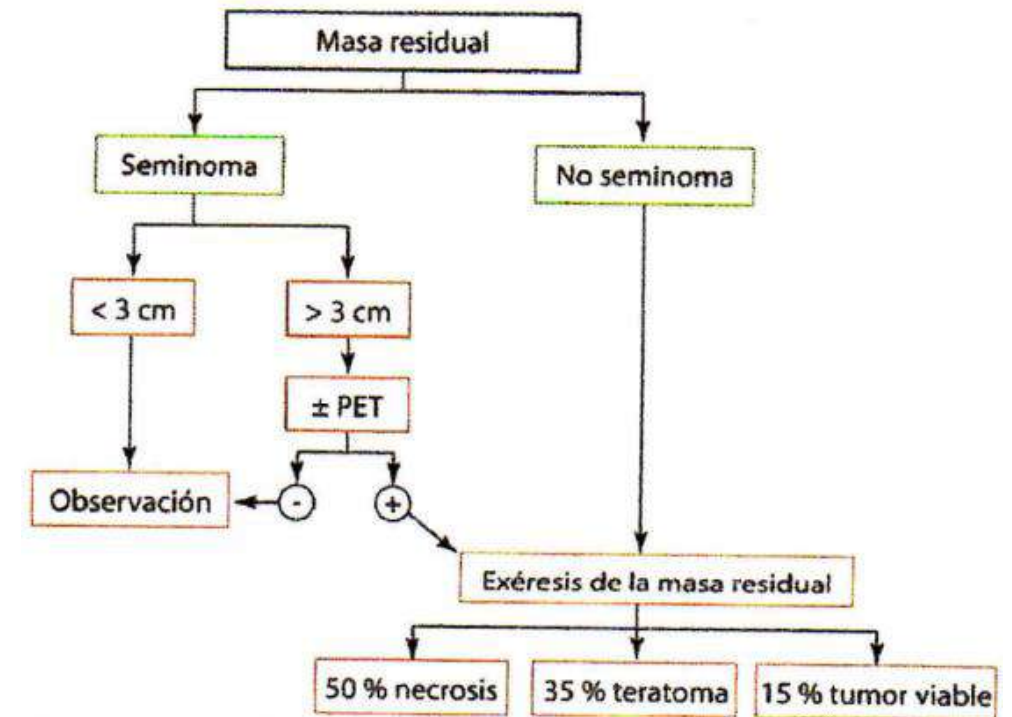 Masa residual
Seminoma
No seminoma
< 3 cm
> 3 cm
± PET
Observación
-
+
Exéresis de la masa residual
50 % necrosis
35 % teratoma
15 % tumor viable